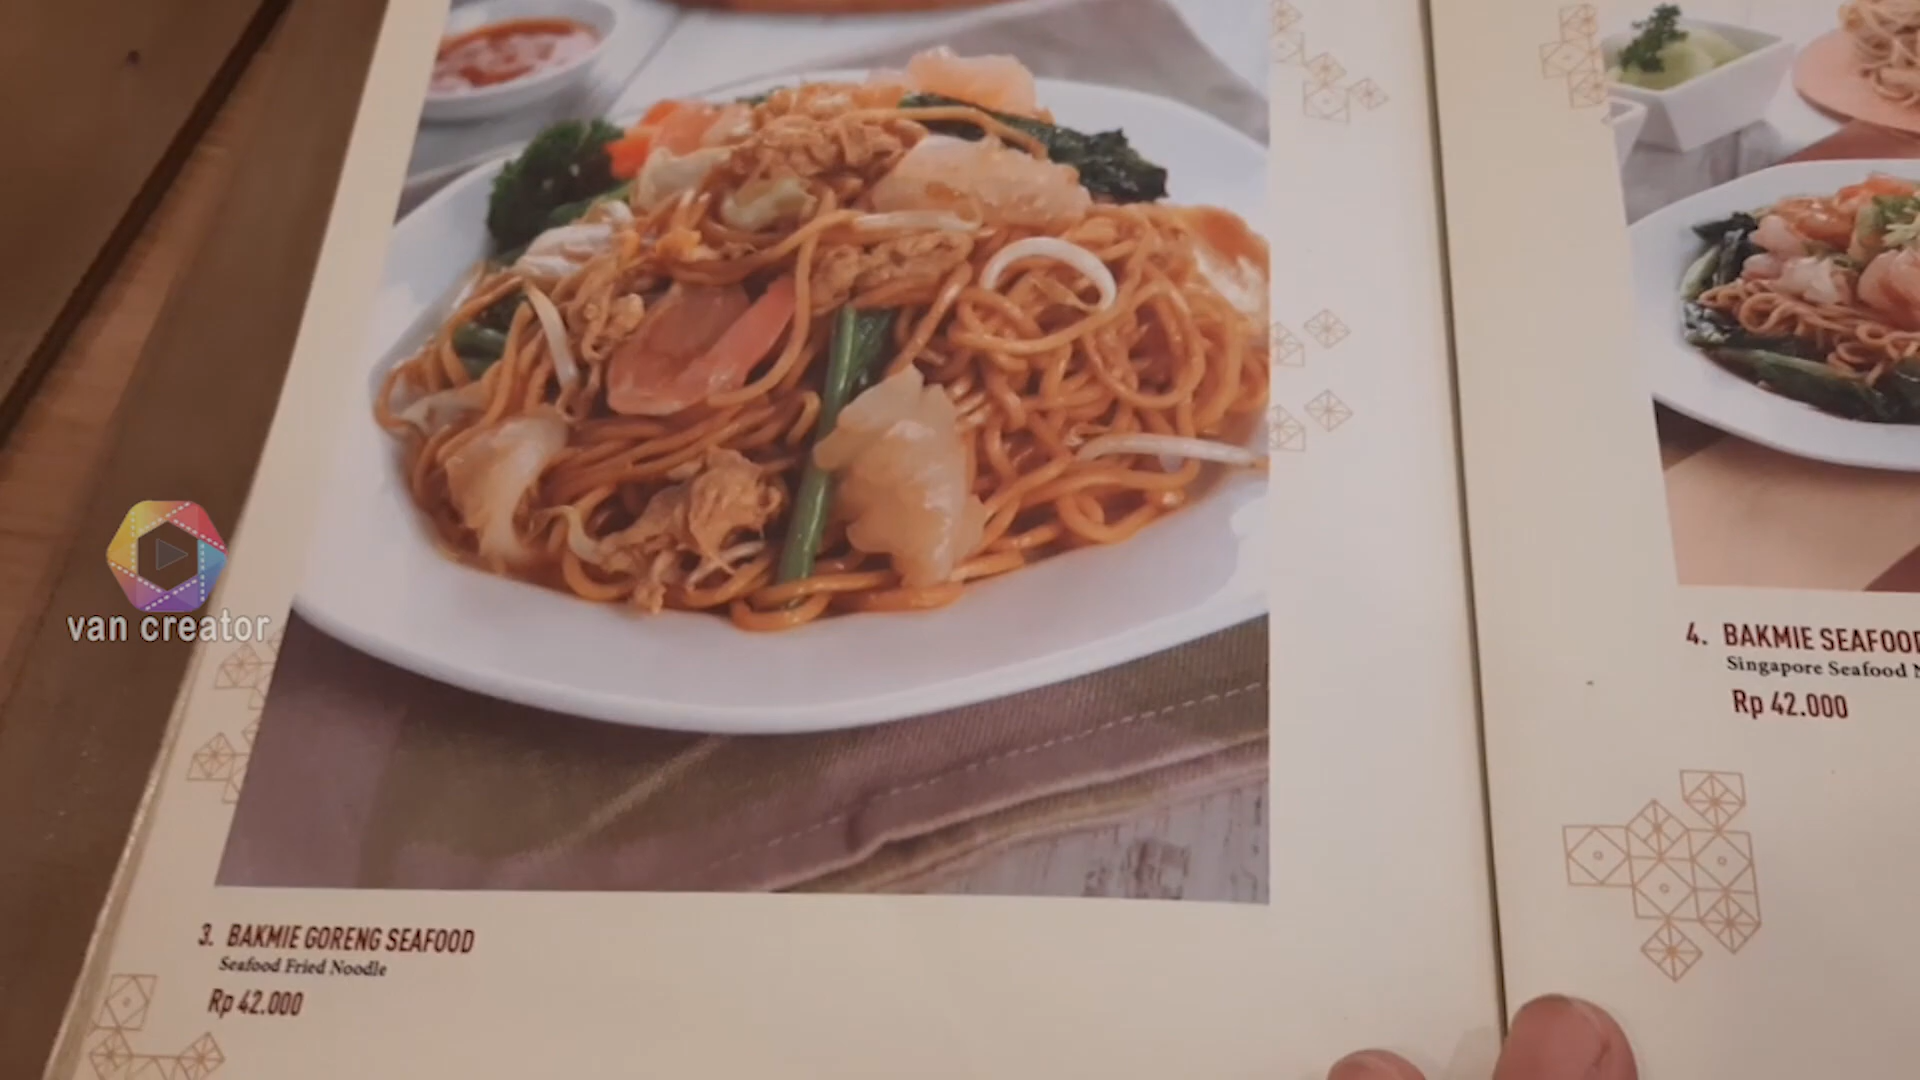 van creator
3. BAKMIE GORENG SEAFOOD
Seafood Fried Noodle
Rp 42.000
4. BAKMIE SEAFOOD
Singapore Seafood
Rp 42.000